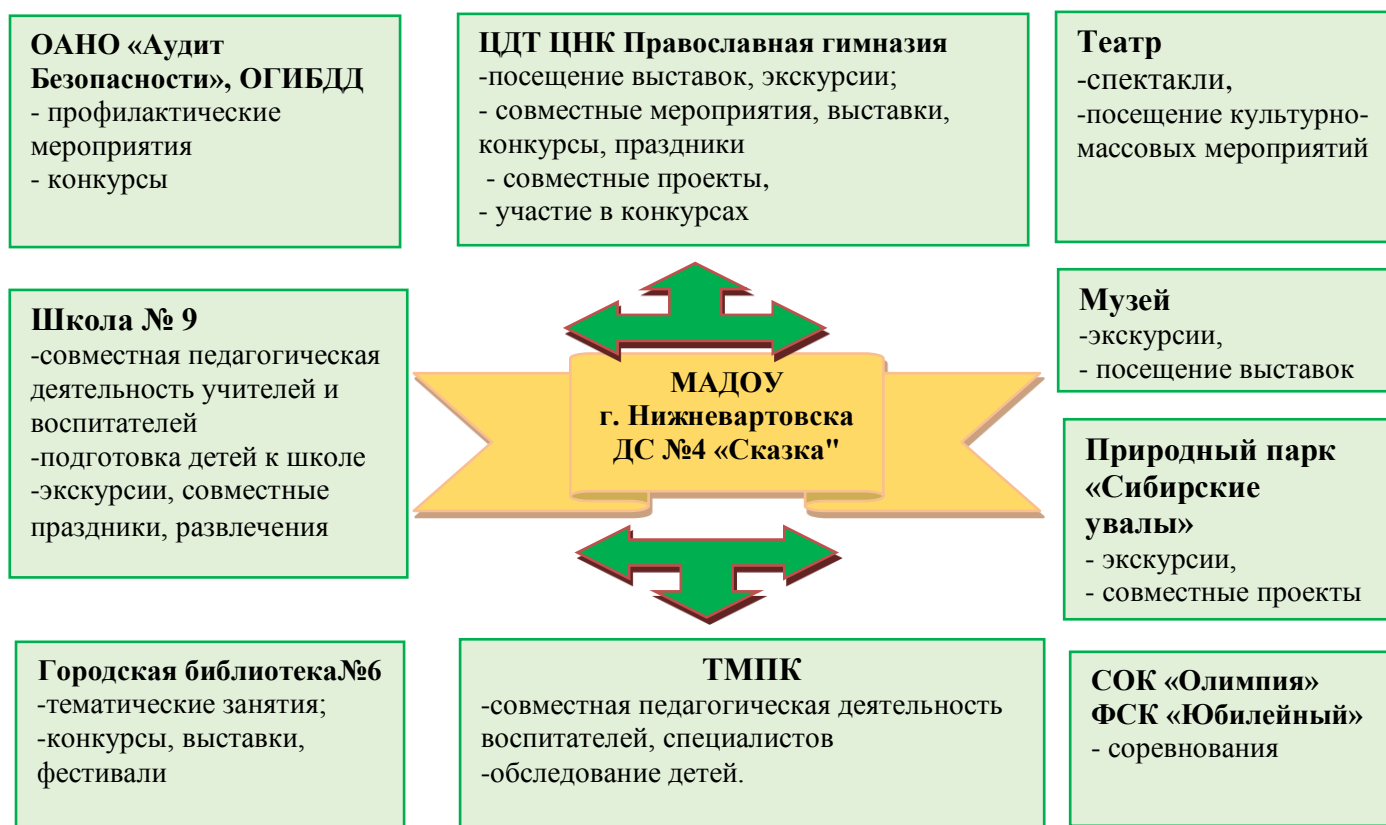 ОАНО «Аудит
Безопасности», ОГИБДД
- профилактические
мероприятия
- конкурсы
ЦДТ ЦНК Православная гимназия
-посещение выставок, экскурсии;
- совместные мероприятия, выставки,
конкурсы, праздники
- совместные проекты,
- участие в конкурсах
Театр
-спектакли,
-посещение культурно-
массовых мероприятий
Школа № 9
-совместная педагогическая
деятельность учителей и
воспитателей
-подготовка детей к школе
-экскурсии, совместные
праздники, развлечения
МАДОУ
г. Нижневартовска
ДС №4 «Сказка"
Музей
-экскурсии,
- посещение выставок
Природный парк
«Сибирские
увалы»
- экскурсии,
- совместные проекты
Городская библиотека№6
-тематические занятия;
-конкурсы, выставки,
фестивали
ТМПК
-совместная педагогическая деятельность
воспитателей, специалистов
-обследование детей.
СОК «Олимпия»
ФСК «Юбилейный»
- соревнования